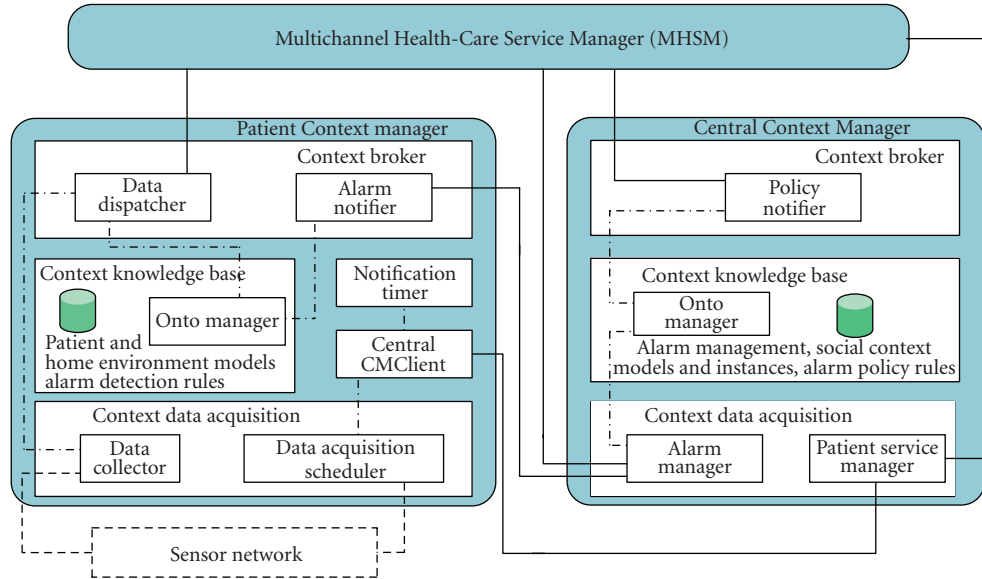 Multichannel Health-Care Service Manager (MHSM)
Patient Context manager
Context broker
Data
dispatcher
Alarm
notifier
Context knowledge base
Onto manager
Patient and
home environment models
alarm detection rules
Notification
timer
Central
CMClient
Context data acquisition
Data
collector
Data acquisition
scheduler
Sensor network
Central Context Manager
Context broker
Policy
notifier
Context knowledge base
Onto
manager
Alarm management, social context
models and instances, alarm policy rules
Context data acquisition
Alarm
manager
Patient service
manager